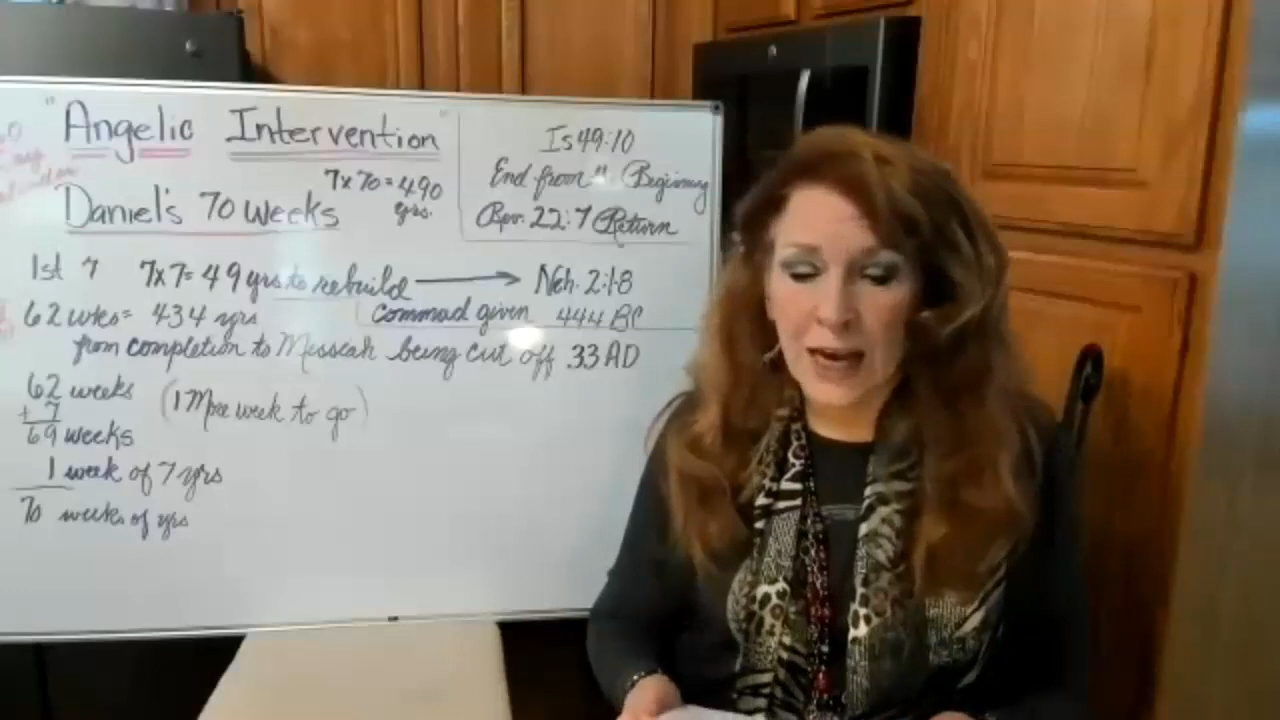 "Angelic Intervention"
7x70=490
yrs.
Daniel's 70 Weeks
Is 49:10
End from " Beginning
Rev. 22:7 Return
1st 7 7x7=49 yrs to rebuild Neh. 2:1-8
Commad given 444 BC
62 wks= 434 yrs
from completion to Messeah being cut off 33 AD
62 weeks
+ 7
69 weeks
(1 More week to go)
1 week of 7 yrs
70 weeks of yrs